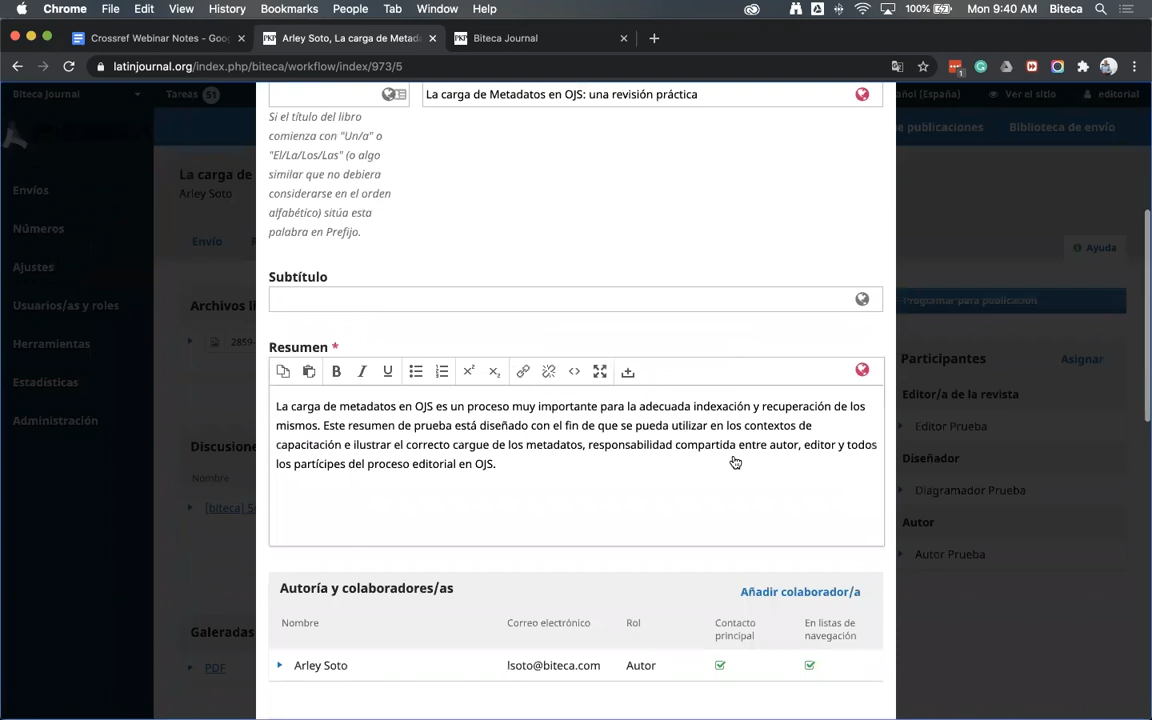 Chrome File Edit View History Bookmarks People Tab Window Help 100% Mon 9:40 AM Biteca
Crossref Webinar Notes - Goo
PKP Arley Soto, La carga de Metada
PKP Biteca Journal
latinjournal.org/index.php/biteca/workflow/index/973/5
1
Biteca Journal Tareas 51 añol (España) Ver el sitio editorial
e publicaciones Biblioteca de envío
La carga de Metadatos en OJS: una revisión práctica
Si el título del libro
comienza con "Un/a" o
"El/La/Los/Las" (o algo
similar que no debiera
considerarse en el orden
alfabético) sitúa esta
palabra en Prefijo.
La carga de
Arley Soto
Envíos
Números
Ajustes
Usuarios/as y roles
Herramientas
Estadísticas
Administración
Envío R
Ayuda
Archivos li
2859-
Programar para publicación
Subtítulo
Resumen *
B I U
La carga de metadatos en OJS es un proceso muy importante para la adecuada indexación y recuperación de los
mismos. Este resumen de prueba está diseñado con el fin de que se pueda utilizar en los contextos de
capacitación e ilustrar el correcto cargue de los metadatos, responsabilidad compartida entre autor, editor y todos
los partícipes del proceso editorial en OJS.
Participantes Asignar
Editor/a de la revista
Editor Prueba
Diseñador
Diagramador Prueba
Autor
Autor Prueba
Discusione
Nombre
[biteca] S
Galeradas
PDF
Autoría y colaboradores/as Añadir colaborador/a
Nombre Correo electrónico Rol Contacto principal En listas de navegación
Arley Soto lsoto@biteca.com Autor